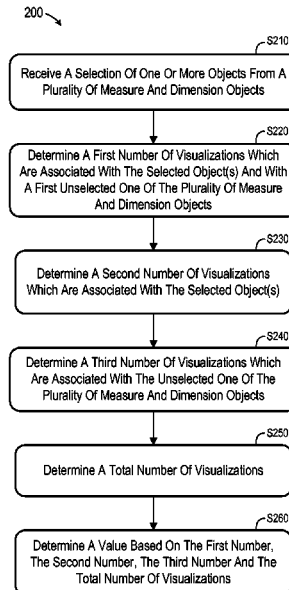 200
S210
Receive A Selection Of One Or More Objects From A
Plurality Of Measure And Dimension Objects
S220
Determine A First Number Of Visualizations Which
Are Associated With The Selected Object(s) And With
A First Unselected One Of The Plurality Of Measure
And Dimension Objects
S230
Determine A Second Number Of Visualizations
Which Are Associated With The Selected Object(s)
S240
Determine A Third Number Of Visualizations Which
Are Associated With The Unselected One Of The
Plurality Of Measure And Dimension Objects
S250
Determine A Total Number Of Visualizations
S260
Determine A Value Based On The First Number,
The Second Number, The Third Number And The
Total Number Of Visualizations